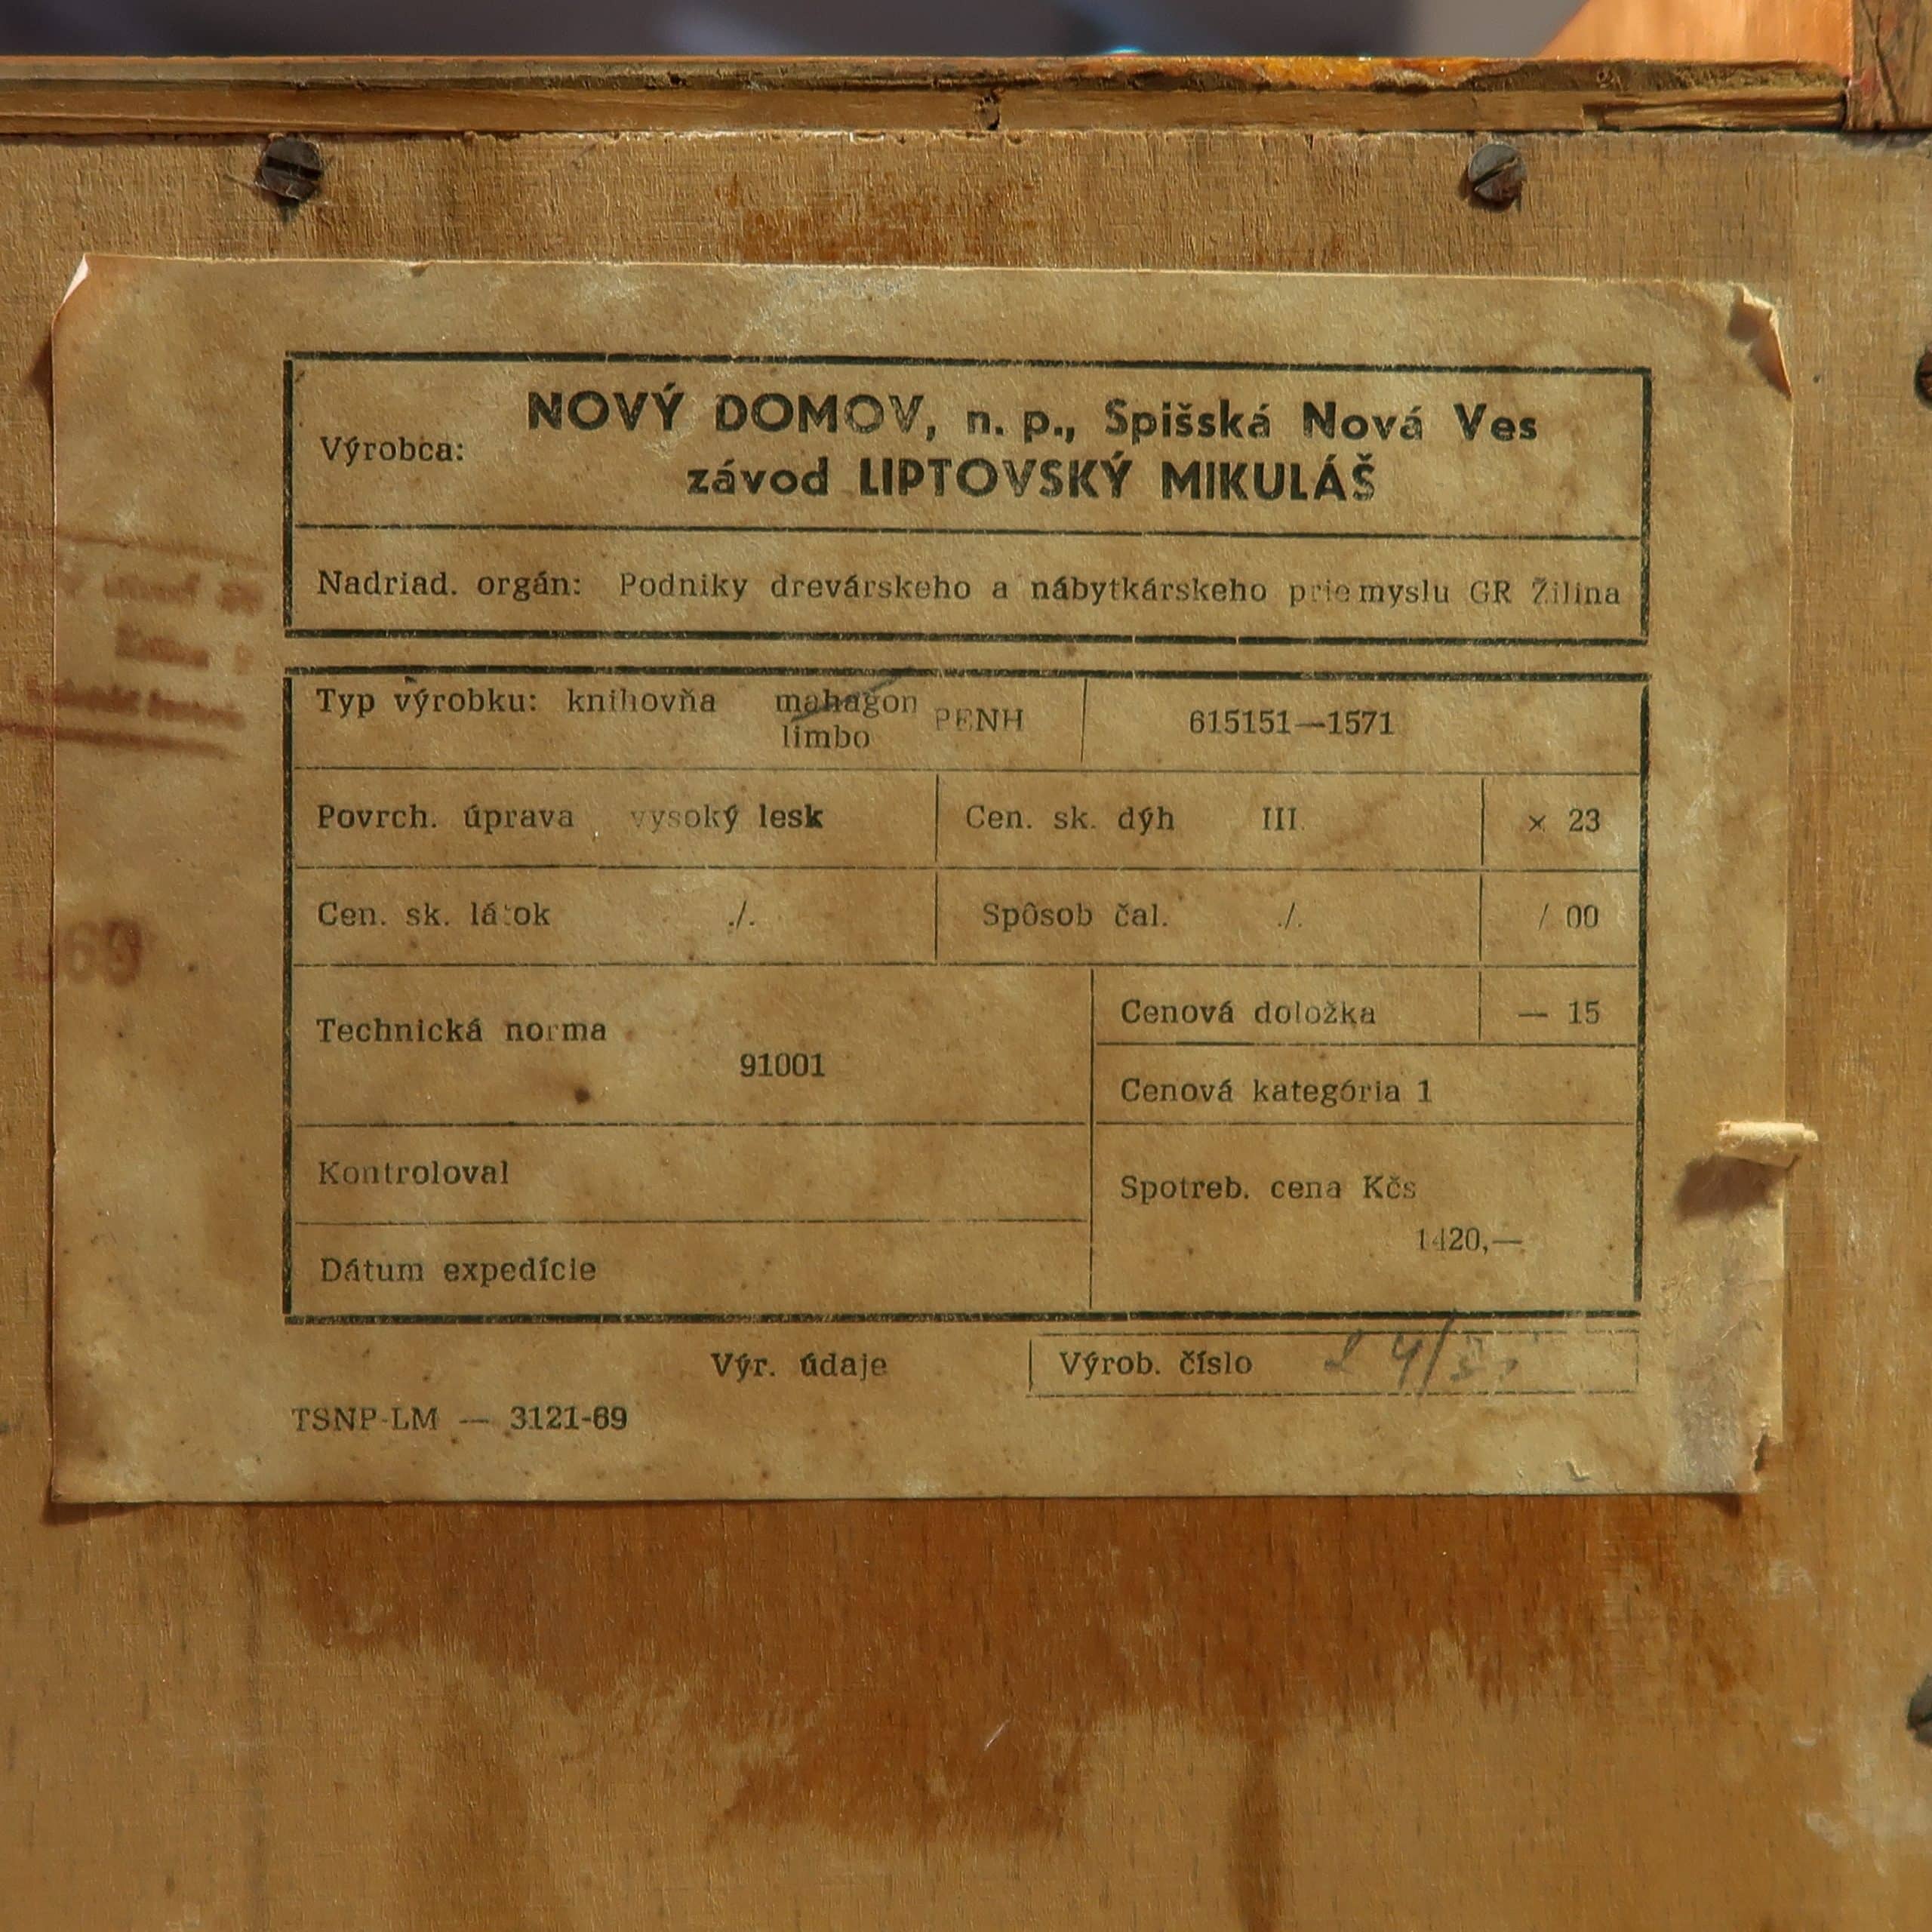 NOVÝ DOMOV, n. p., Spišská Nová Ves
Výrobca:
závod LIPTOVSKÝ MIKULÁŠ
Nadriad. orgán: Podniky drevárskeho a nábytkárskeho priemyslu GR Žilina
Typ výrobku: knihovňa mahagon PENH 615151—1571
limbo
Povrch. úprava vysoký lesk Cen. sk. dýh III. × 23
Cen. sk. látok ./. Spôsob čal. ./. / 00
Technická norma
91001
Cenová doložka — 15
Cenová kategória 1
Kontroloval
Spotreb. cena Kčs
1420,—
Dátum expedície
Výr. údaje Výrob. číslo
TSNP-LM — 3121-69